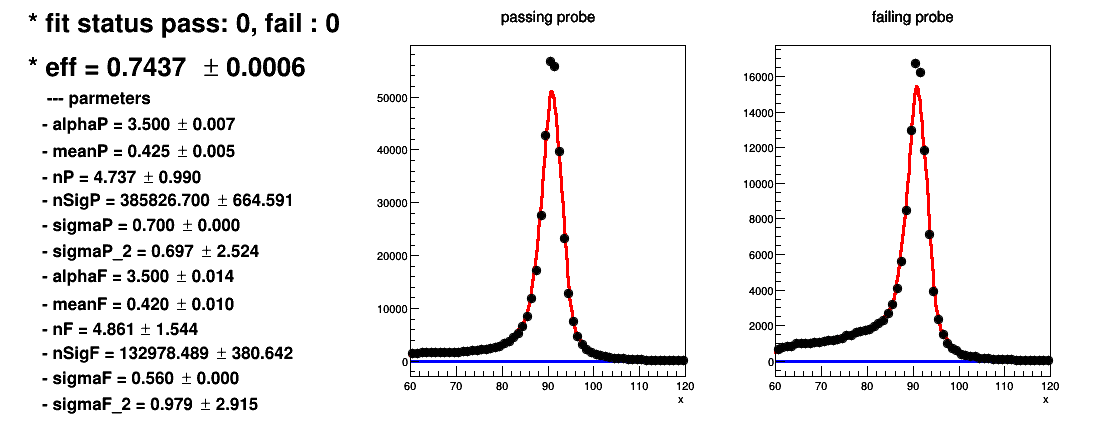 * fit status pass: 0, fail : 0
* eff = 0.7437 ± 0.0006
--- parmeters
- alphaP = 3.500 ± 0.007
- meanP = 0.425 ± 0.005
- nP = 4.737 ± 0.990
- nSigP = 385826.700 ± 664.591
- sigmaP = 0.700 ± 0.000
- sigmaP_2 = 0.697 ± 2.524
- alphaF = 3.500 ± 0.014
- meanF = 0.420 ± 0.010
- nF = 4.861 ± 1.544
- nSigF = 132978.489 ± 380.642
- sigmaF = 0.560 ± 0.000
- sigmaF_2 = 0.979 ± 2.915
passing probe
50000
40000
30000
20000
10000
0
60 70 80 90 100 110 120
x
failing probe
16000
14000
12000
10000
8000
6000
4000
2000
0
60 70 80 90 100 110 120
x